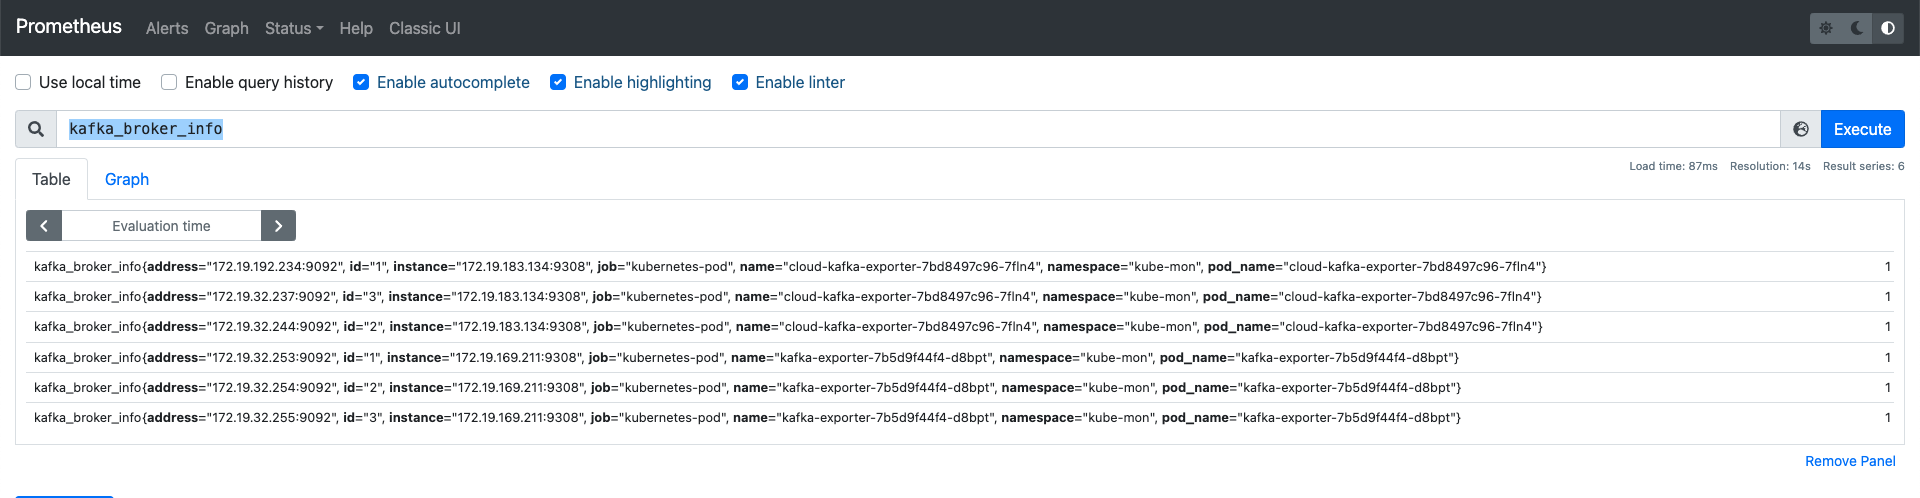 Prometheus Alerts Graph Status Help Classic UI
Use local time Enable query history Enable autocomplete Enable highlighting Enable linter
kafka_broker_info Execute
Load time: 87ms Resolution: 14s Result series: 6
Table Graph
Evaluation time
kafka_broker_info{address="172.19.192.234:9092", id="1", instance="172.19.183.134:9308", job="kubernetes-pod", name="cloud-kafka-exporter-7bd8497c96-7fln4", namespace="kube-mon", pod_name="cloud-kafka-exporter-7bd8497c96-7fln4"} 1
kafka_broker_info{address="172.19.32.237:9092", id="3", instance="172.19.183.134:9308", job="kubernetes-pod", name="cloud-kafka-exporter-7bd8497c96-7fln4", namespace="kube-mon", pod_name="cloud-kafka-exporter-7bd8497c96-7fln4"} 1
kafka_broker_info{address="172.19.32.244:9092", id="2", instance="172.19.183.134:9308", job="kubernetes-pod", name="cloud-kafka-exporter-7bd8497c96-7fln4", namespace="kube-mon", pod_name="cloud-kafka-exporter-7bd8497c96-7fln4"} 1
kafka_broker_info{address="172.19.32.253:9092", id="1", instance="172.19.169.211:9308", job="kubernetes-pod", name="kafka-exporter-7b5d9f44f4-d8bpt", namespace="kube-mon", pod_name="kafka-exporter-7b5d9f44f4-d8bpt"} 1
kafka_broker_info{address="172.19.32.254:9092", id="2", instance="172.19.169.211:9308", job="kubernetes-pod", name="kafka-exporter-7b5d9f44f4-d8bpt", namespace="kube-mon", pod_name="kafka-exporter-7b5d9f44f4-d8bpt"} 1
kafka_broker_info{address="172.19.32.255:9092", id="3", instance="172.19.169.211:9308", job="kubernetes-pod", name="kafka-exporter-7b5d9f44f4-d8bpt", namespace="kube-mon", pod_name="kafka-exporter-7b5d9f44f4-d8bpt"} 1
Remove Panel